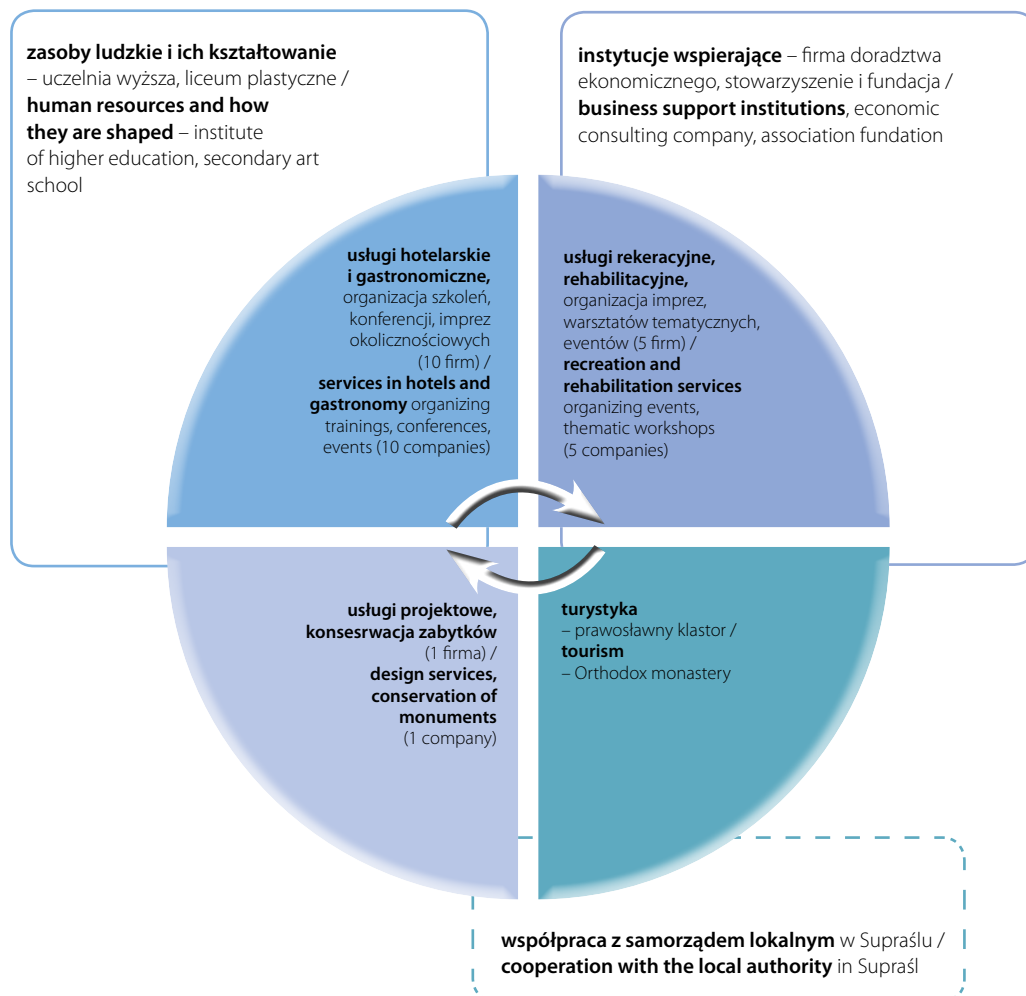 zasoby ludzkie i ich kształtowanie
– uczelnia wyższa, liceum plastyczne /
human resources and how
they are shaped – institute
of higher education, secondary art
school
instytucje wspierające – firma doradztwa
ekonomicznego, stowarzyszenie i fundacja /
business support institutions, economic
consulting company, association fundation
usługi hotelarskie
i gastronomiczne,
organizacja szkoleń,
konferencji, imprez
okolicznościowych
(10 firm) /
services in hotels and
gastronomy organizing
trainings, conferences,
events (10 companies)
usługi rekeracyjne,
rehabilitacyjne,
organizacja imprez,
warsztatów tematycznych,
eventów (5 firm) /
recreation and
rehabilitation services
organizing events,
thematic workshops
(5 companies)
usługi projektowe,
konsesrwacja zabytków
(1 firma) /
design services,
conservation of
monuments
(1 company)
turystyka
– prawosławny klastor /
tourism
– Orthodox monastery
współpraca z samorządem lokalnym w Supraślu /
cooperation with the local authority in Supraśl